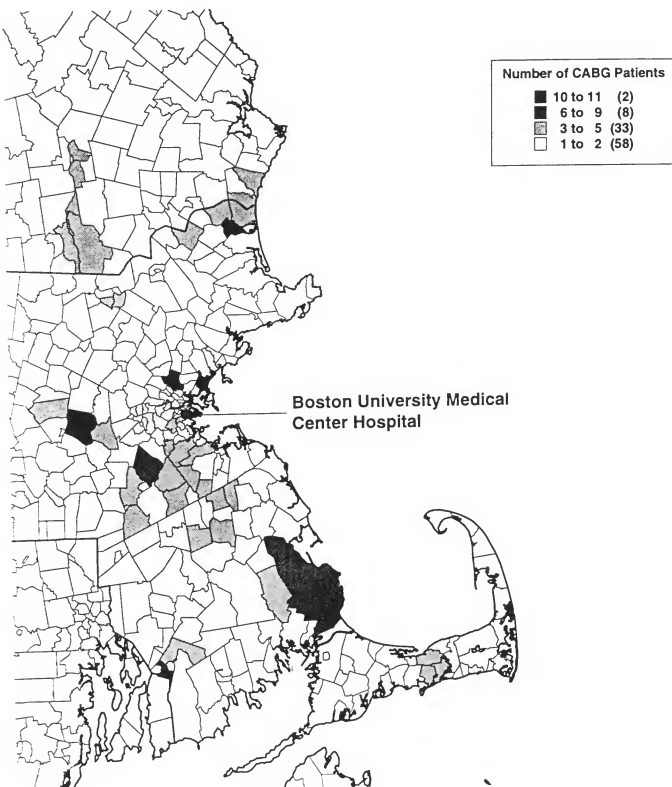 Number of CABG Patients
10 to 11 (2)
6 to 9 (8)
3 to 5 (33)
1 to 2 (58)
Boston University Medical
Center Hospital